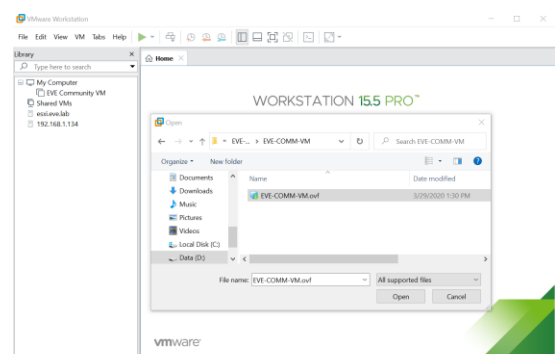 VMware Workstation
File Edit View VM Tabs Help
Library
Home
Type here to search
My Computer
EVE Community VM
Shared VMs
esxi.eve.lab
192.168.1.134
WORKSTATION 15.5 PRO™
Open
EVE-... > EVE-COMM-VM
Search EVE-COMM-VM
Organize
New folder
Documents
Downloads
Music
Pictures
Videos
Local Disk (C:)
Data (D:)
Name
Date modified
EVE-COMM-VM.ovf
3/29/2020 1:30 PM
File name: EVE-COMM-VM.ovf
All supported files
Open
Cancel
vmware